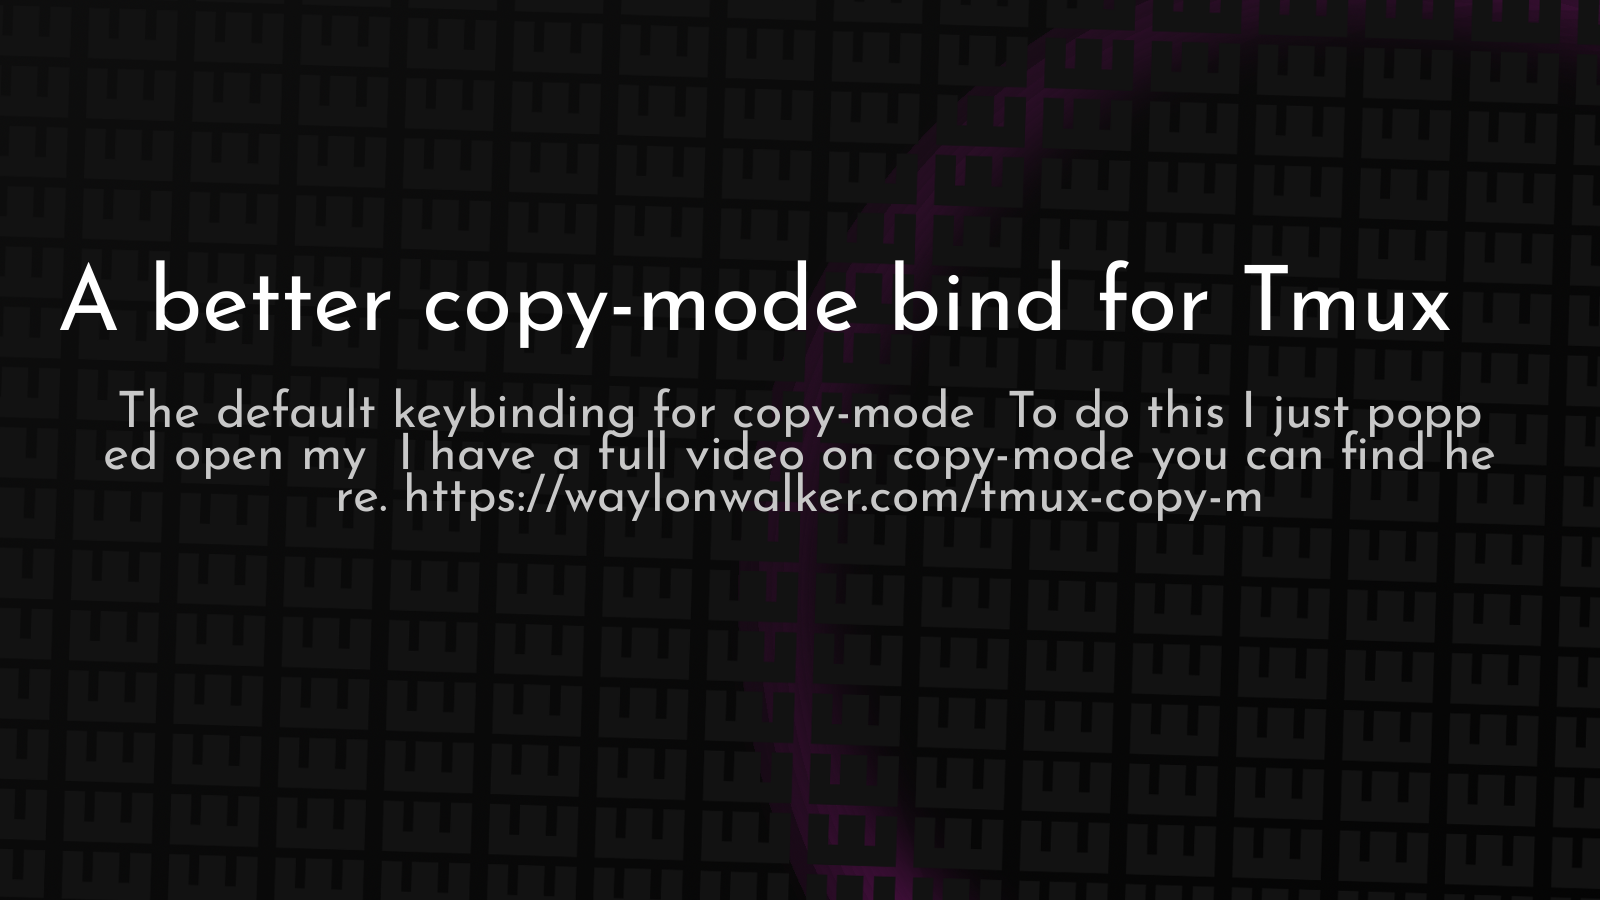 A better copy-mode bind for Tmux
The default keybinding for copy-mode  To do this I just popp
ed open my  I have a full video on copy-mode you can find he
re. https://waylonwalker.com/tmux-copy-m